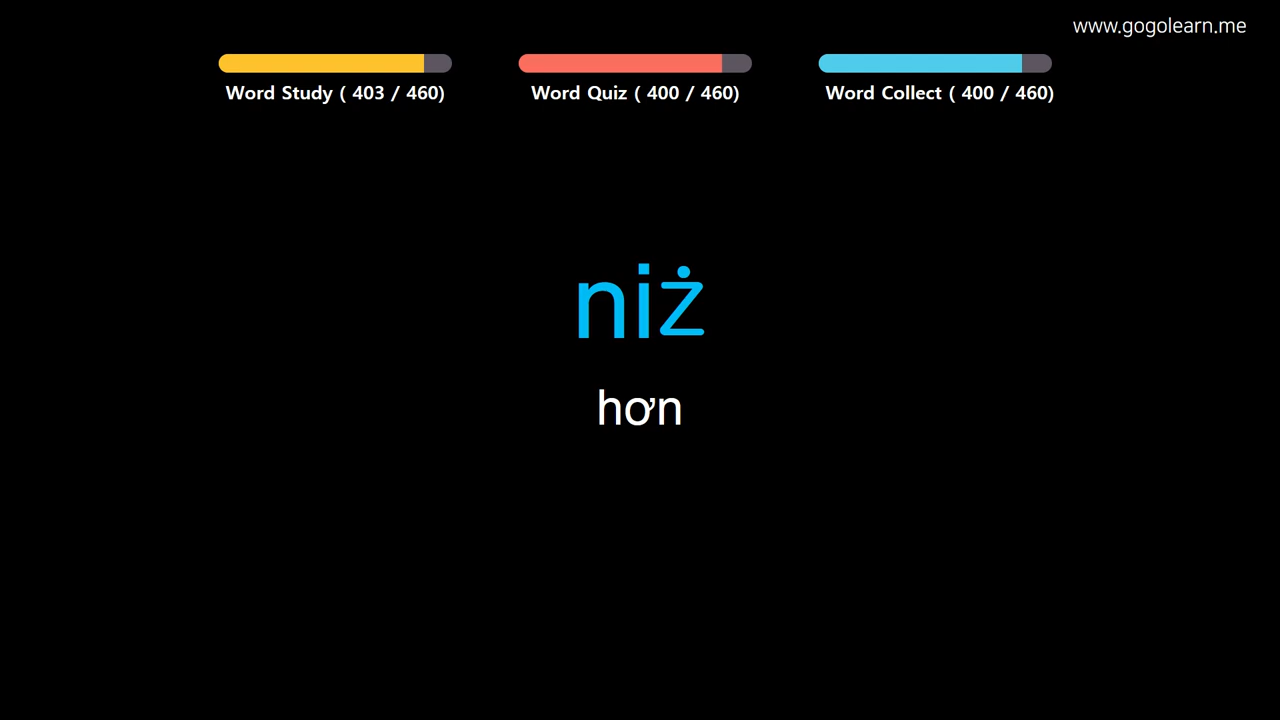 www.gogolearn.me
Word Study ( 403 / 460)
Word Quiz ( 400 / 460)
Word Collect ( 400 / 460)
niż
hơn